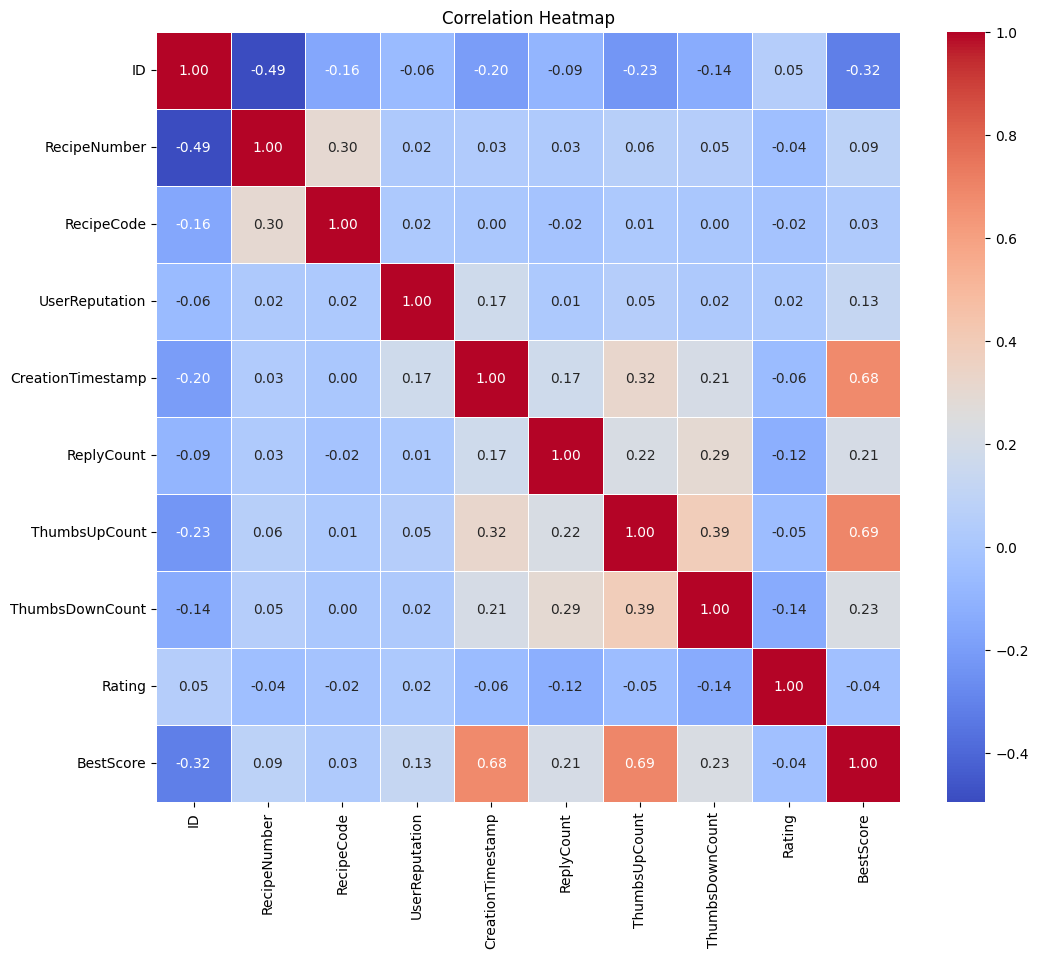 Correlation Heatmap
ID 1.00 -0.49 -0.16 -0.06 -0.20 -0.09 -0.23 -0.14 0.05 -0.32
RecipeNumber -0.49 1.00 0.30 0.02 0.03 0.03 0.06 0.05 -0.04 0.09
RecipeCode -0.16 0.30 1.00 0.02 0.00 -0.02 0.01 0.00 -0.02 0.03
UserReputation -0.06 0.02 0.02 1.00 0.17 0.01 0.05 0.02 0.02 0.13
CreationTimestamp -0.20 0.03 0.00 0.17 1.00 0.17 0.32 0.21 -0.06 0.68
ReplyCount -0.09 0.03 -0.02 0.01 0.17 1.00 0.22 0.29 -0.12 0.21
ThumbsUpCount -0.23 0.06 0.01 0.05 0.32 0.22 1.00 0.39 -0.05 0.69
ThumbsDownCount -0.14 0.05 0.00 0.02 0.21 0.29 0.39 1.00 -0.14 0.23
Rating 0.05 -0.04 -0.02 0.02 -0.06 -0.12 -0.05 -0.14 1.00 -0.04
BestScore -0.32 0.09 0.03 0.13 0.68 0.21 0.69 0.23 -0.04 1.00
ID
RecipeNumber
RecipeCode
UserReputation
CreationTimestamp
ReplyCount
ThumbsUpCount
ThumbsDownCount
Rating
BestScore
1.0
0.8
0.6
0.4
0.2
0.0
−0.2
−0.4